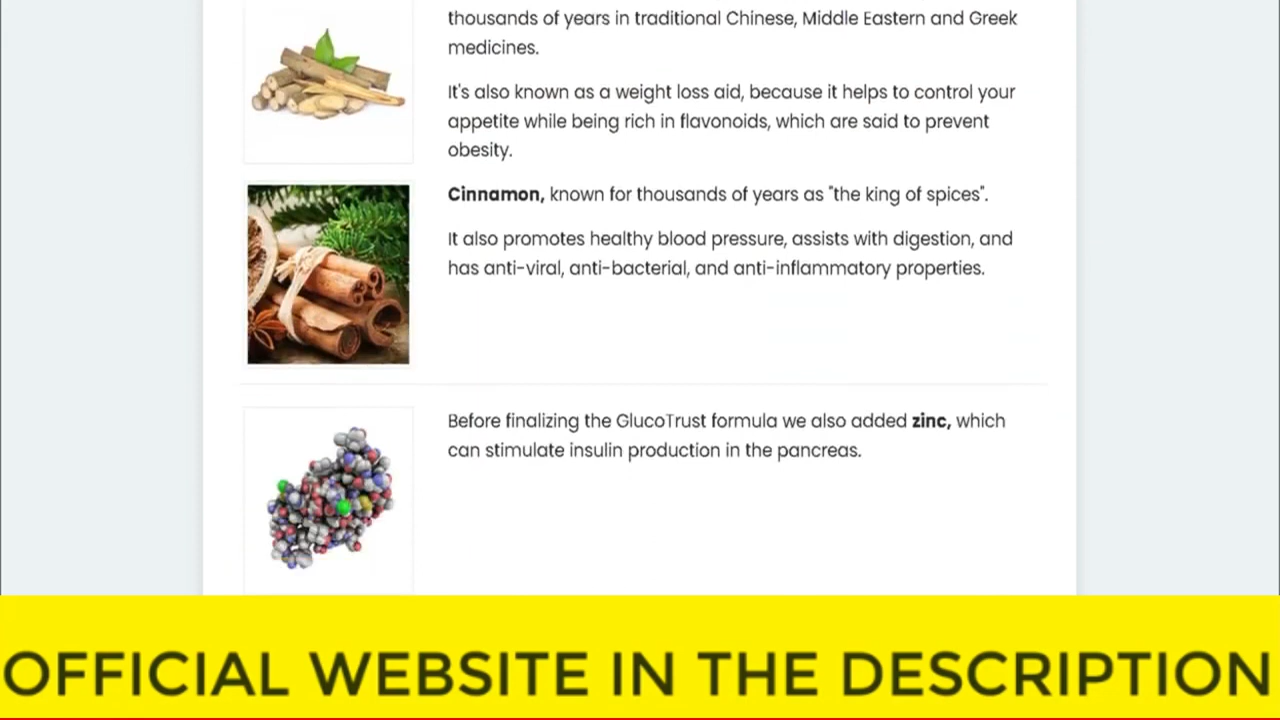 thousands of years in traditional Chinese, Middle Eastern and Greek
medicines.
It's also known as a weight loss aid, because it helps to control your
appetite while being rich in flavonoids, which are said to prevent
obesity.
Cinnamon, known for thousands of years as "the king of spices".
It also promotes healthy blood pressure, assists with digestion, and
has anti-viral, anti-bacterial, and anti-inflammatory properties.
Before finalizing the GlucoTrust formula we also added zinc, which
can stimulate insulin production in the pancreas.
OFFICIAL WEBSITE IN THE DESCRIPTION